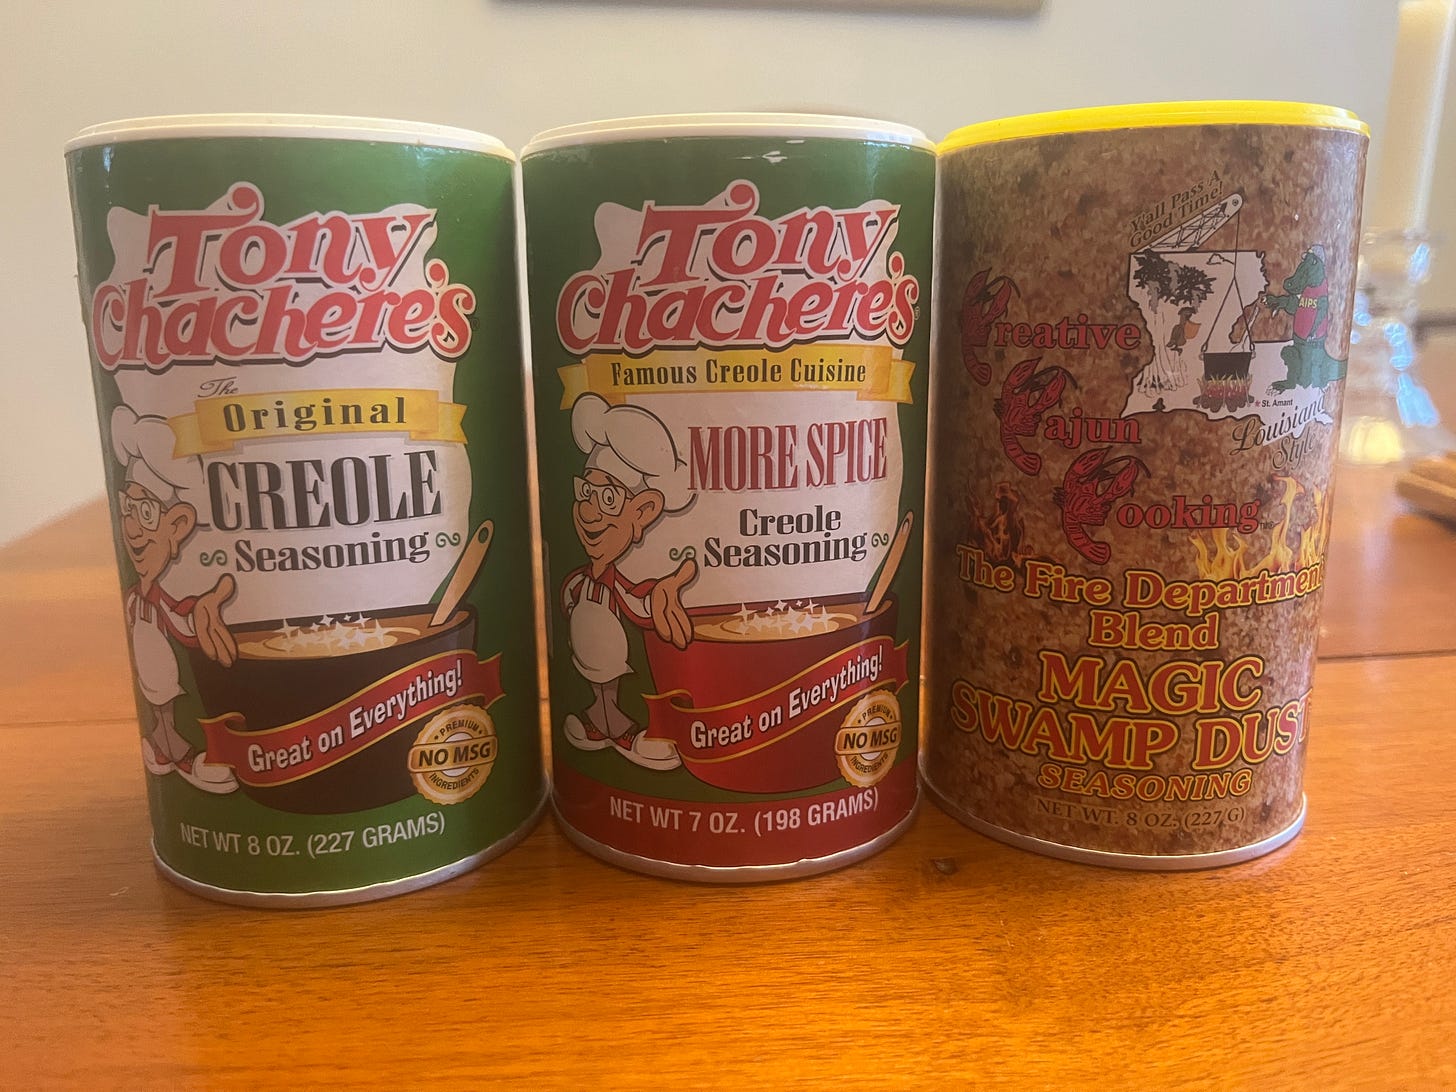 Tony
Chachere's
The
Original
CREOLE
Seasoning
Great on Everything!
PREMIUM
NO MSG
INGREDIENTS
NET WT 8 OZ. (227 GRAMS)
Tony
Chachere's®
Famous Creole Cuisine
MORE SPICE
Creole
Seasoning
Great on Everything!
PREMIUM
NO MSG
INGREDIENTS
NET WT 7 OZ. (198 GRAMS)
Y'all Pass A
Good Time!
AIPS
Creative
Cajun
Cooking
* St. Amant
Louisiana
Style
The Fire Department
Blend
MAGIC
SWAMP DUST
SEASONING
NET WT. 8 OZ. (227 G)